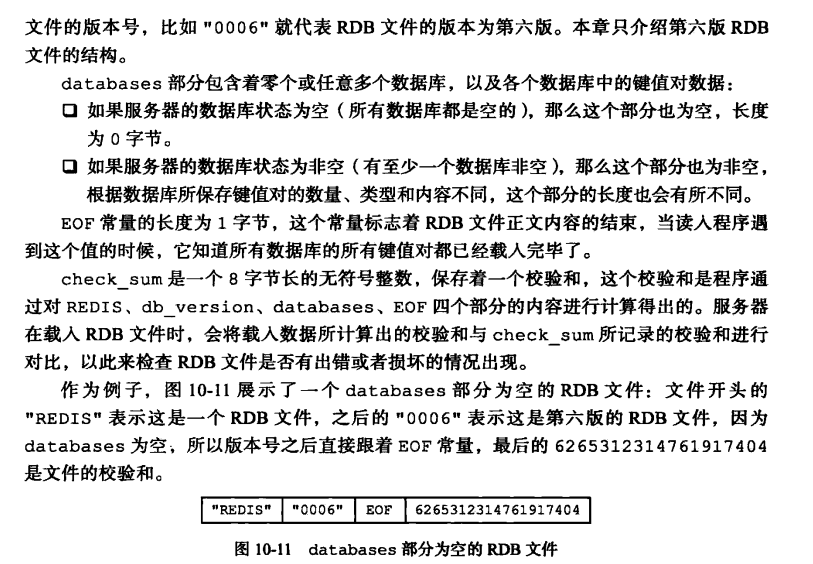 文件的版本号，比如 "0006" 就代表 RDB 文件的版本为第六版。本章只介绍第六版 RDB
文件的结构。
databases 部分包含着零个或任意多个数据库，以及各个数据库中的键值对数据：
❑ 如果服务器的数据库状态为空（所有数据库都是空的），那么这个部分也为空，长度
为 0 字节。
❑ 如果服务器的数据库状态为非空（有至少一个数据库非空），那么这个部分也为非空，
根据数据库所保存键值对的数量、类型和内容不同，这个部分的长度也会有所不同。
EOF 常量的长度为 1 字节，这个常量标志着 RDB 文件正文内容的结束，当读入程序遇
到这个值的时候，它知道所有数据库的所有键值对都已经载入完毕了。
check_sum 是一个 8 字节长的无符号整数，保存着一个校验和，这个校验和是程序通
过对 REDIS、db_version、databases、EOF 四个部分的内容进行计算得出的。服务器
在载入 RDB 文件时，会将载入数据所计算出的校验和与 check_sum 所记录的校验和进行
对比，以此来检查 RDB 文件是否有出错或者损坏的情况出现。
作为例子，图 10-11 展示了一个 databases 部分为空的 RDB 文件：文件开头的
"REDIS" 表示这是一个 RDB 文件，之后的 "0006" 表示这是第六版的 RDB 文件，因为
databases 为空，所以版本号之后直接跟着 EOF 常量，最后的 6265312314761917404
是文件的校验和。
"REDIS" "0006" EOF 6265312314761917404
图 10-11 databases 部分为空的 RDB 文件